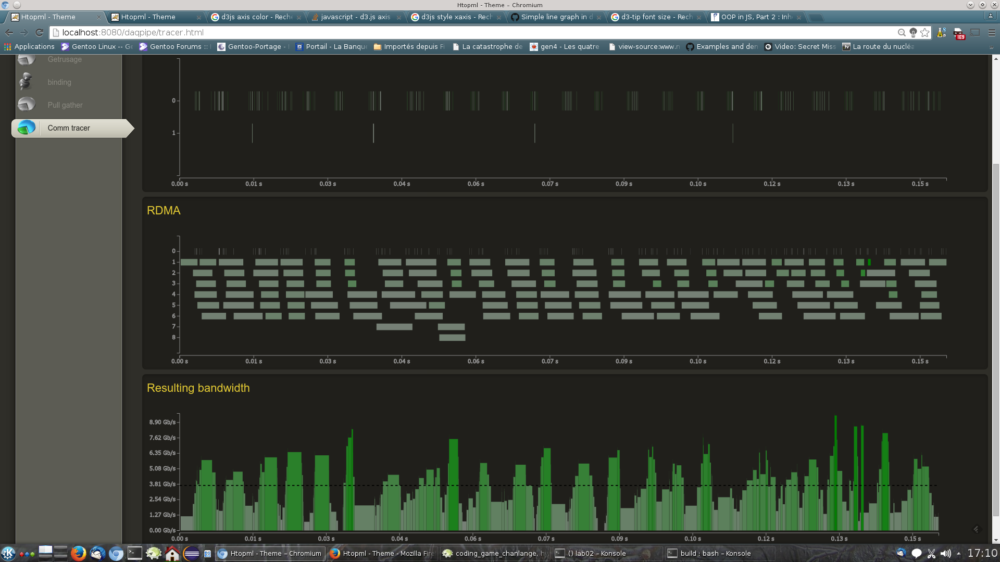 Htopml - Theme – Chromium
Htopml - Theme
Htopml - Theme
d3js axis color - Reche
javascript - d3.js axis
d3js style xaxis - Rech
Simple line graph in d
d3-tip font size - Rech
OOP in JS, Part 2 : Inh
localhost:8080/daqpipe/tracer.html
IE9
Applications
Gentoo Linux -- Ge
Gentoo Forums ::
Gentoo-Portage -
Portail - La Banque
Importés depuis Fi
La catastrophe de
gen4 - Les quatre
view-source:www.n
Examples and den
Video: Secret Miss
La route du nucléa
»
Getrusage
binding
Pull gather
Comm tracer
0
1
0.00 s 0.01 s 0.03 s 0.04 s 0.06 s 0.07 s 0.09 s 0.10 s 0.12 s 0.13 s 0.15 s
RDMA
0
1
2
3
4
5
6
7
8
0.00 s 0.01 s 0.03 s 0.04 s 0.06 s 0.07 s 0.09 s 0.10 s 0.12 s 0.13 s 0.15 s
Resulting bandwidth
8.90 Gb/s
7.62 Gb/s
6.35 Gb/s
5.08 Gb/s
3.81 Gb/s
2.54 Gb/s
1.27 Gb/s
0.00 Gb/s
0.00 s 0.01 s 0.03 s 0.04 s 0.06 s 0.07 s 0.09 s 0.10 s 0.12 s 0.13 s 0.15 s
Htopml - Theme – Chromium
Htopml - Theme – Mozilla Fire
coding_game_chanlange, hy
() lab02 – Konsole
build : bash – Konsole
17:10